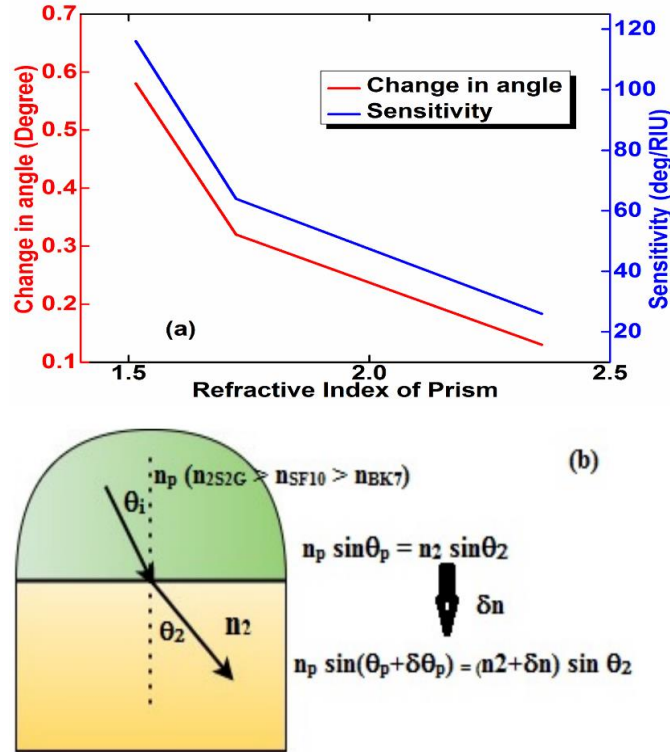 0.7
0.6
0.5
0.4
0.3
0.2
0.1
Change in angle (Degree)
Change in angle
Sensitivity
120
100
80
60
40
20
Sensitivity (deg/RIU)
(a)
1.5
2.0
2.5
Refractive Index of Prism
(b)
nₚ (n2S2G > nSF10 > nBK7)
θi
nₚ sinθₚ = n₂ sinθ₂
θ₂
n₂
δn
nₚ sin(θₚ+δθₚ) = (n2+δn) sin θ₂